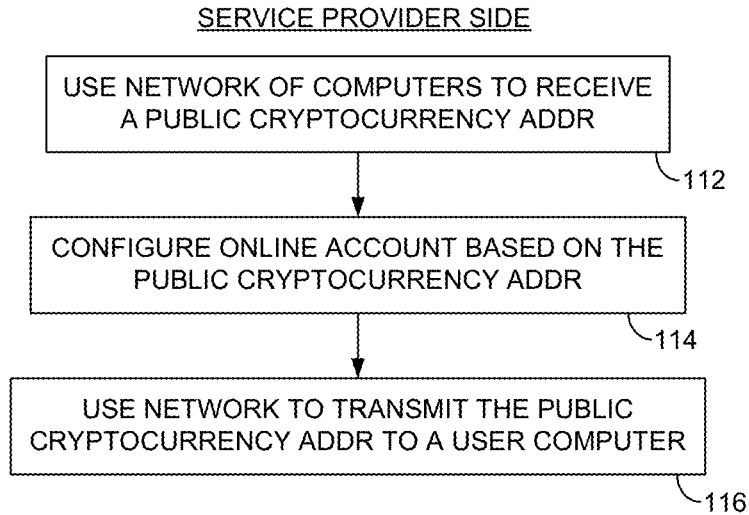 SERVICE PROVIDER SIDE
USE NETWORK OF COMPUTERS TO RECEIVE
A PUBLIC CRYPTOCURRENCY ADDR
112
CONFIGURE ONLINE ACCOUNT BASED ON THE
PUBLIC CRYPTOCURRENCY ADDR
114
USE NETWORK TO TRANSMIT THE PUBLIC
CRYPTOCURRENCY ADDR TO A USER COMPUTER
116